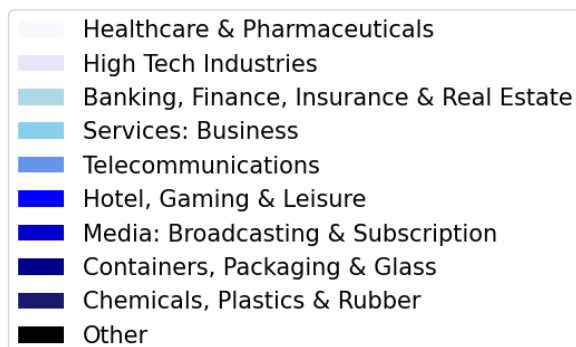 Healthcare & Pharmaceuticals
High Tech Industries
Banking, Finance, Insurance & Real Estate
Services: Business
Telecommunications
Hotel, Gaming & Leisure
Media: Broadcasting & Subscription
Containers, Packaging & Glass
Chemicals, Plastics & Rubber
Other